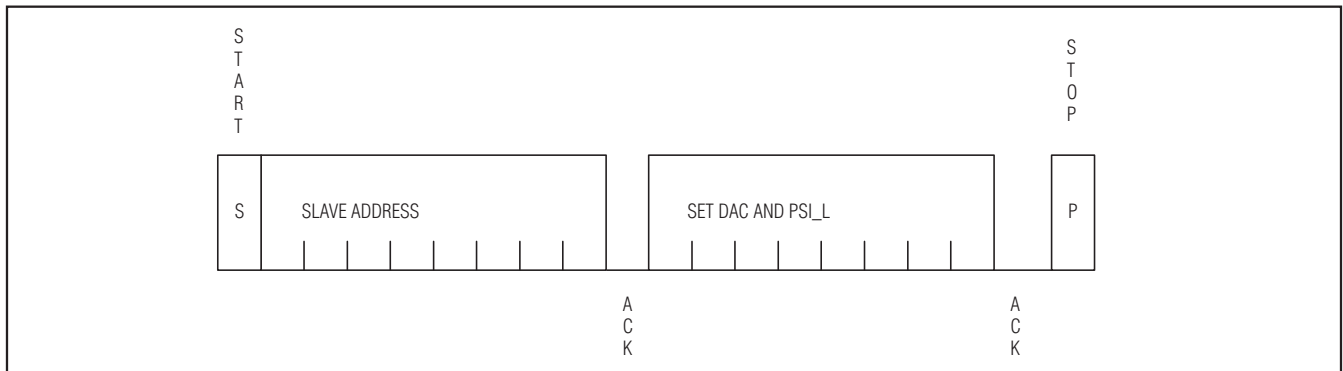 START
STOP
S
SLAVE ADDRESS
SET DAC AND PSI_L
P
ACK
ACK